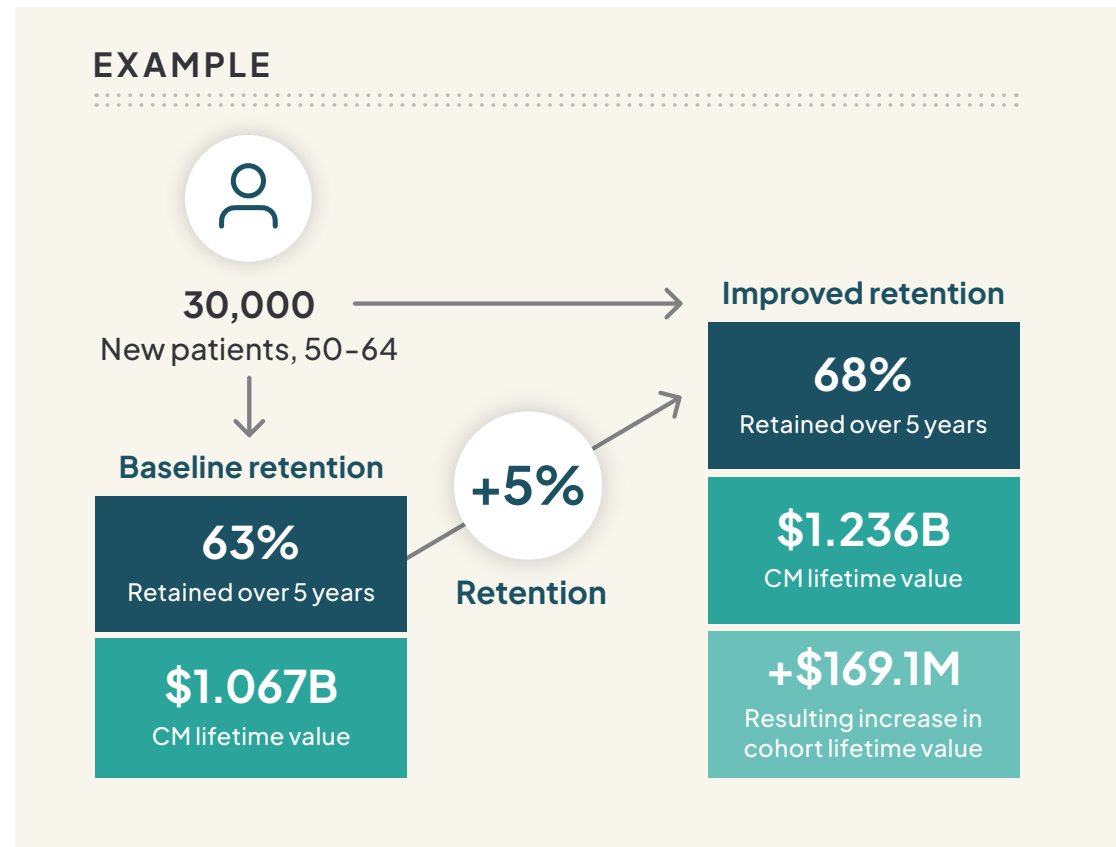 EXAMPLE
30,000
New patients, 50-64
Baseline retention
63%
Retained over 5 years
$1.067B
CM lifetime value
+5%
Retention
Improved retention
68%
Retained over 5 years
$1.236B
CM lifetime value
+$169.1M
Resulting increase in
cohort lifetime value